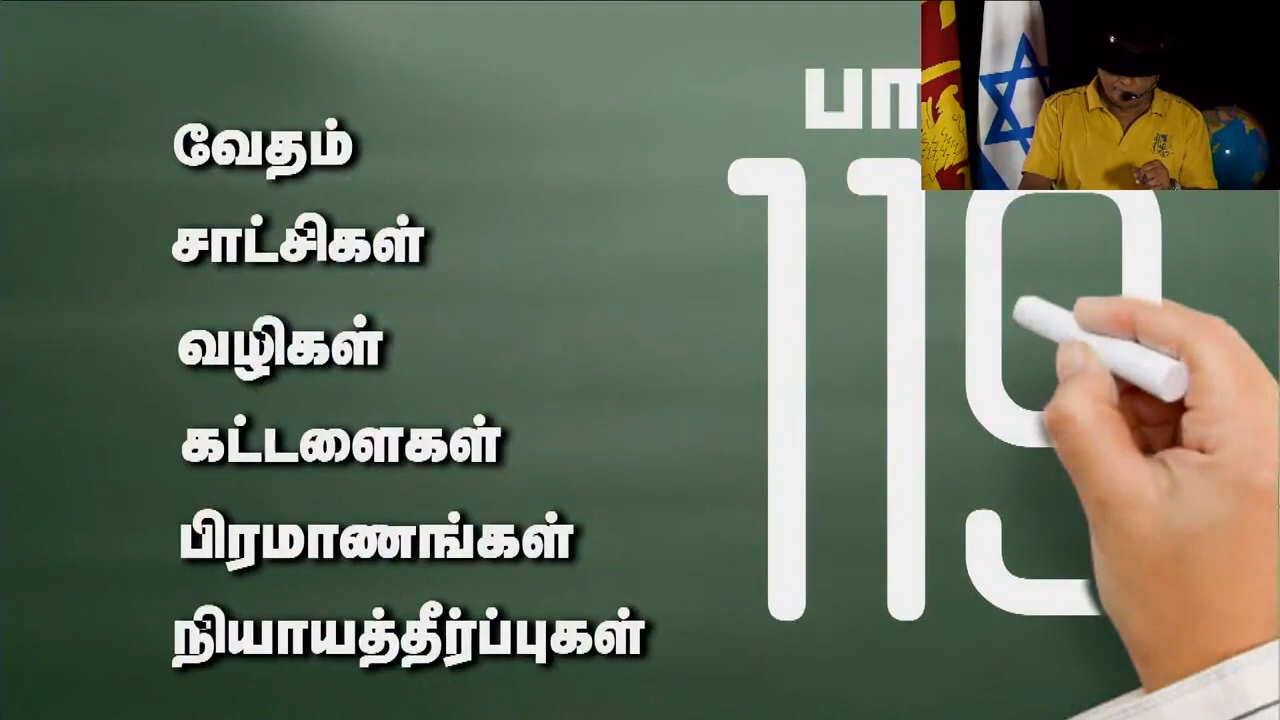 வேதம்
சாட்சிகள்
வழிகள்
கட்டளைகள்
பிரமாணங்கள்
நியாயத்தீர்ப்புகள்
119